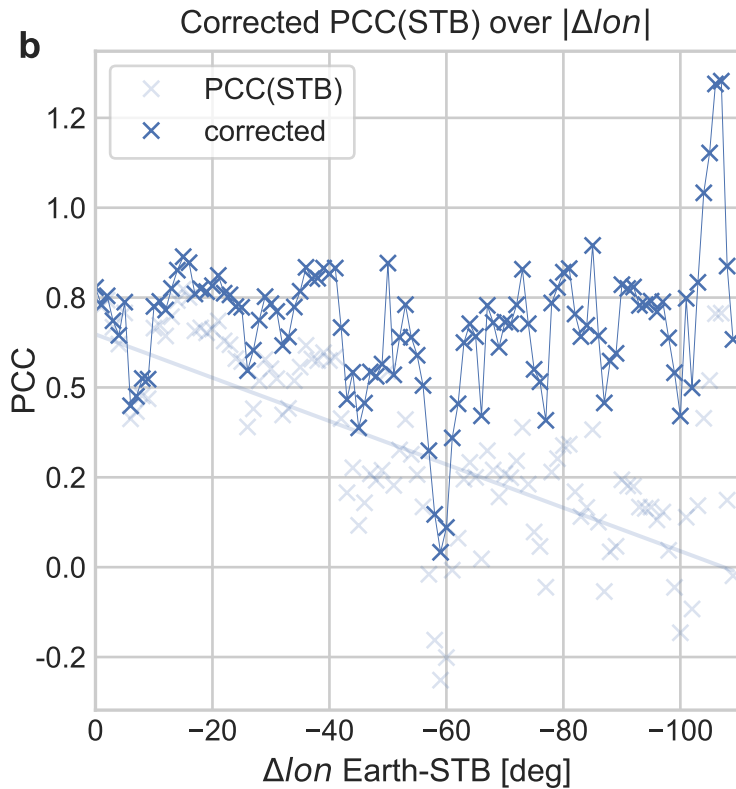 Corrected PCC(STB) over |Δlon|
b
PCC(STB)
corrected
1.2
1.0
0.8
0.5
0.2
0.0
-0.2
PCC
0 −20 −40 −60 −80 −100
Δlon Earth-STB [deg]